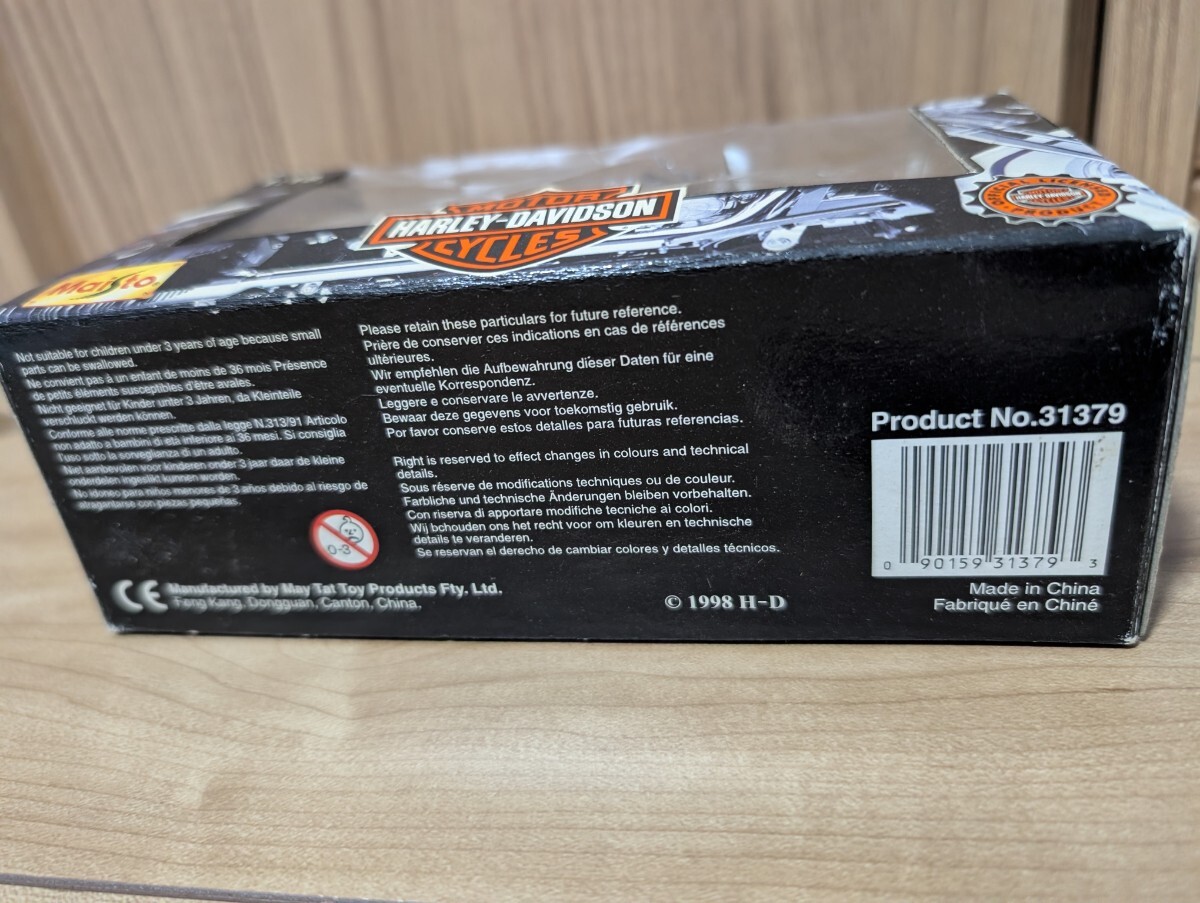 MOTOR
HARLEY-DAVIDSON
CYCLES
Maisto
Not suitable for children under 3 years of age because small
parts can be swallowed.
Ne convient pas à un enfant de moins de 36 mois Présence
de petits élements susceptibles d'être avales.
Nicht geeignet für Kinder unter 3 Jahren, da Kleinteile
verschluckt werden können.
Conforme alle norme prescritte dalla legge N.313/91 Articolo
non adatto a bambini di età inferiore a 36 mesi. Si consiglia
l'uso sotto la sorveglianza di un adulto.
Niet aanbevolen voor kinderen onder 3 jaar daar de kleine
onderdelen ingeslikt kunnen worden.
No idoneo para niños menores de 3 años debido al riesgo de
atragantarse con piezas pequeñas.
0-3
CE Manufactured by May Tat Toy Products Fty. Ltd.
Feng Kang, Dongguan, Canton, China.
Please retain these particulars for future reference.
Prière de conserver ces indications en cas de références
ultérieures.
Wir empfehlen die Aufbewahrung dieser Daten für eine
eventuelle Korrespondenz.
Leggere e conservare le avvertenze.
Bewaar deze gegevens voor toekomstig gebruik.
Por favor conserve estos detalles para futuras referencias.
Right is reserved to effect changes in colours and technical
details.
Sous réserve de modifications techniques ou de couleur.
Farbliche und technische Änderungen bleiben vorbehalten.
Con riserva di apportare modifiche tecniche ai colori.
Wij bchouden ons het recht voor om kleuren en technische
details te veranderen.
Se reservan el derecho de cambiar colores y detalles técnicos.
© 1998 H-D
Product No.31379
0 90159 31379 3
Made in China
Fabriqué en Chiné